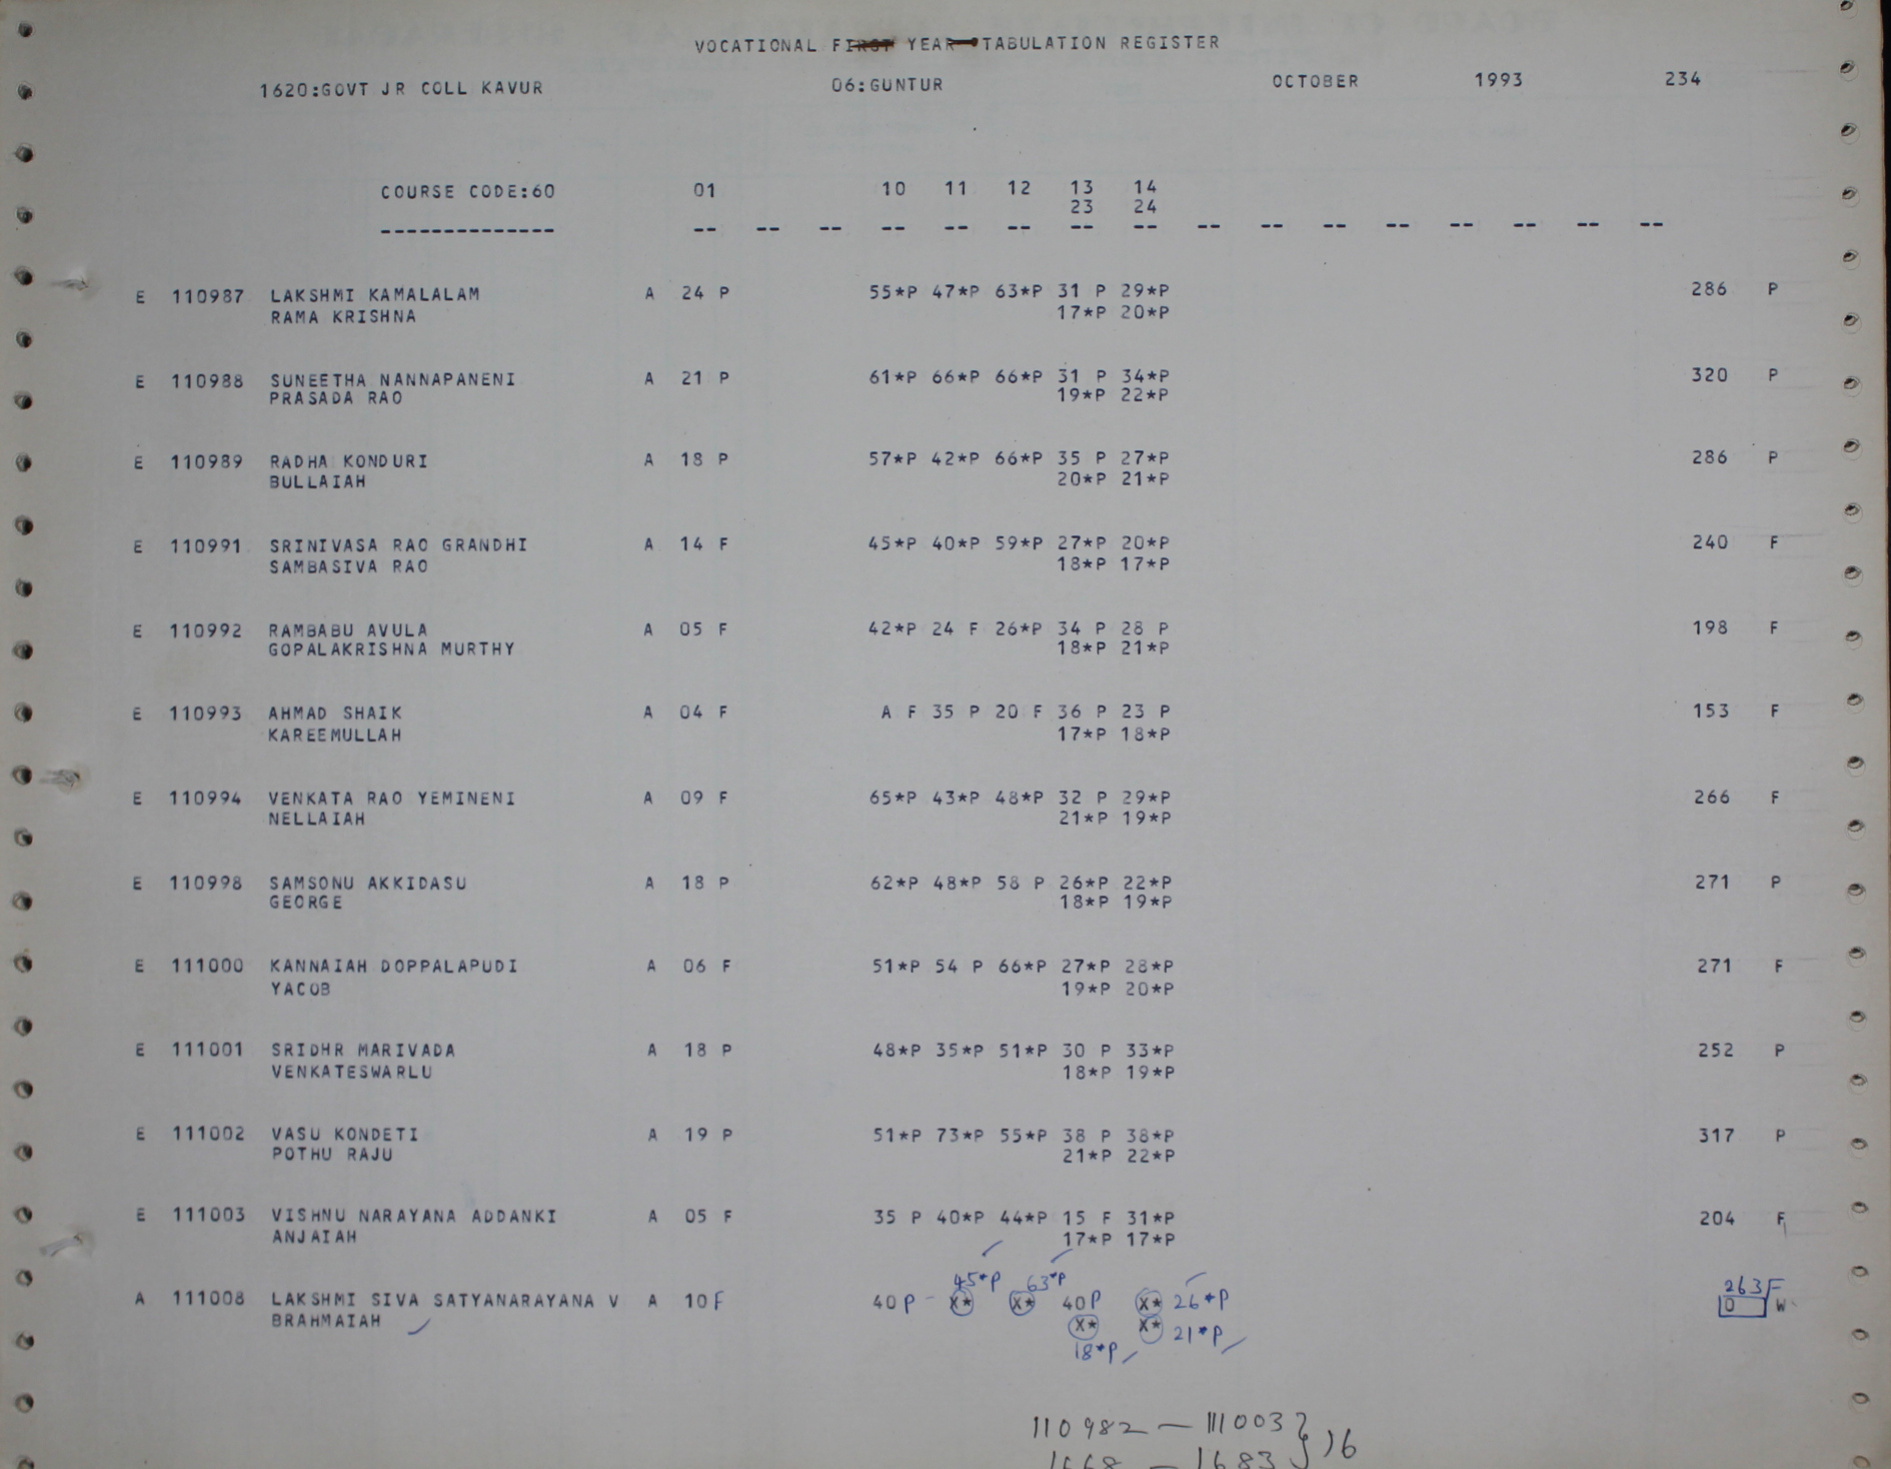 VOCATIONAL FIRST YEAR TABULATION REGISTER
1620:GOVT JR COLL KAVUR 06:GUNTUR OCTOBER 1993 234
COURSE CODE:60 01 10 11 12 13 14
23 24
-------------- -- -- -- -- -- -- -- -- -- -- -- -- -- -- -- --
E 110987 LAKSHMI KAMALALAM A 24 P 55*P 47*P 63*P 31 P 29*P 286 P
RAMA KRISHNA 17*P 20*P
E 110988 SUNEETHA NANNAPANENI A 21 P 61*P 66*P 66*P 31 P 34*P 320 P
PRASADA RAO 19*P 22*P
E 110989 RADHA KONDURI A 18 P 57*P 42*P 66*P 35 P 27*P 286 P
BULLAIAH 20*P 21*P
E 110991 SRINIVASA RAO GRANDHI A 14 F 45*P 40*P 59*P 27*P 20*P 240 F
SAMBASIVA RAO 18*P 17*P
E 110992 RAMBABU AVULA A 05 F 42*P 24 F 26*P 34 P 28 P 198 F
GOPALAKRISHNA MURTHY 18*P 21*P
E 110993 AHMAD SHAIK A 04 F A F 35 P 20 F 36 P 23 P 153 F
KAREEMULLAH 17*P 18*P
E 110994 VENKATA RAO YEMINENI A 09 F 65*P 43*P 48*P 32 P 29*P 266 F
NELLAIAH 21*P 19*P
E 110998 SAMSONU AKKIDASU A 18 P 62*P 48*P 58 P 26*P 22*P 271 P
GEORGE 18*P 19*P
E 111000 KANNAIAH DOPPALAPUDI A 06 F 51*P 54 P 66*P 27*P 28*P 271 F
YACOB 19*P 20*P
E 111001 SRIDHR MARIVADA A 18 P 48*P 35*P 51*P 30 P 33*P 252 P
VENKATESWARLU 18*P 19*P
E 111002 VASU KONDETI A 19 P 51*P 73*P 55*P 38 P 38*P 317 P
POTHU RAJU 21*P 22*P
E 111003 VISHNU NARAYANA ADDANKI A 05 F 35 P 40*P 44*P 15 F 31*P 204 F
ANJAIAH 17*P 17*P
45*P 63*P 263 F
A 111008 LAKSHMI SIVA SATYANARAYANA V A 10 F 40 P X* X* 40 P X* 26*P 0 W
BRAHMAIAH X* X* 21*P
18*P
110982 — 111003 } 16
1668 — 1683